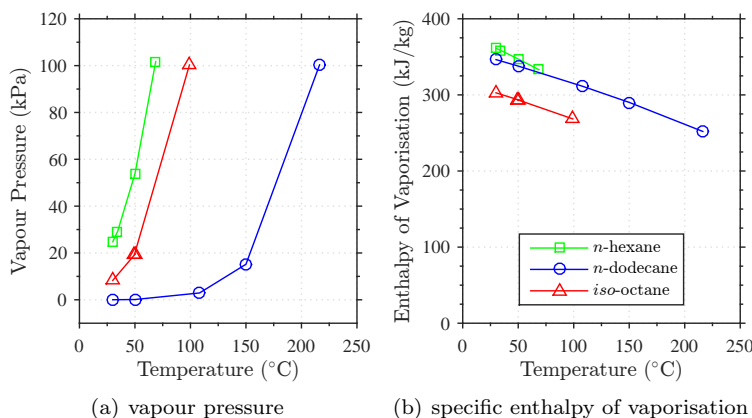 120
100
80
60
40
20
0
0
50
100
150
200
250
Vapour Pressure (kPa)
Temperature (°C)
(a) vapour pressure
400
300
200
100
0
0
50
100
150
200
250
Enthalpy of Vaporisation (kJ/kg)
n-hexane
n-dodecane
iso-octane
Temperature (°C)
(b) specific enthalpy of vaporisation